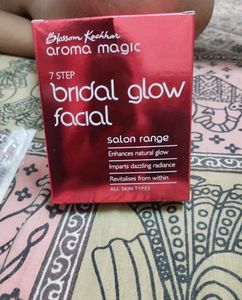 Blossom Kochhar
aroma magic
7 STEP
bridal glow
facial
salon range
Enhances natural glow
Imparts dazzling radiance
Revitalises from within
ALL SKIN TYPES